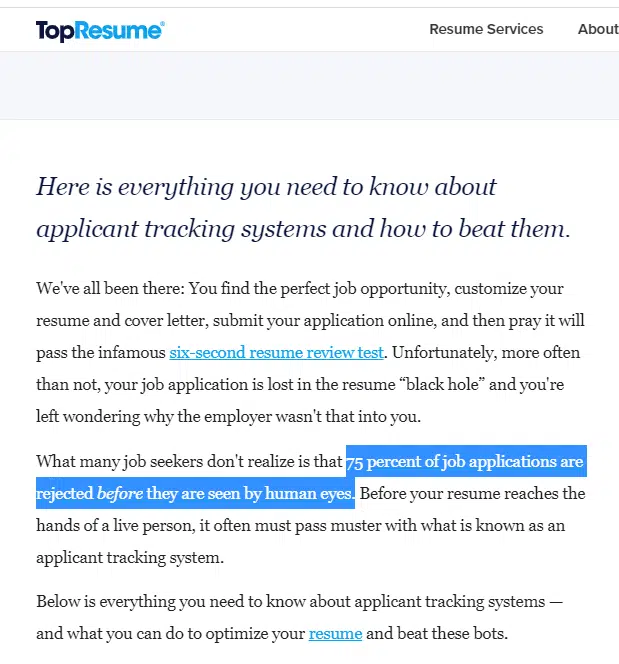 TopResume®
Resume Services
About
Here is everything you need to know about
applicant tracking systems and how to beat them.
We've all been there: You find the perfect job opportunity, customize your
resume and cover letter, submit your application online, and then pray it will
pass the infamous six-second resume review test. Unfortunately, more often
than not, your job application is lost in the resume “black hole” and you're
left wondering why the employer wasn't that into you.
What many job seekers don't realize is that 75 percent of job applications are
rejected before they are seen by human eyes. Before your resume reaches the
hands of a live person, it often must pass muster with what is known as an
applicant tracking system.
Below is everything you need to know about applicant tracking systems —
and what you can do to optimize your resume and beat these bots.